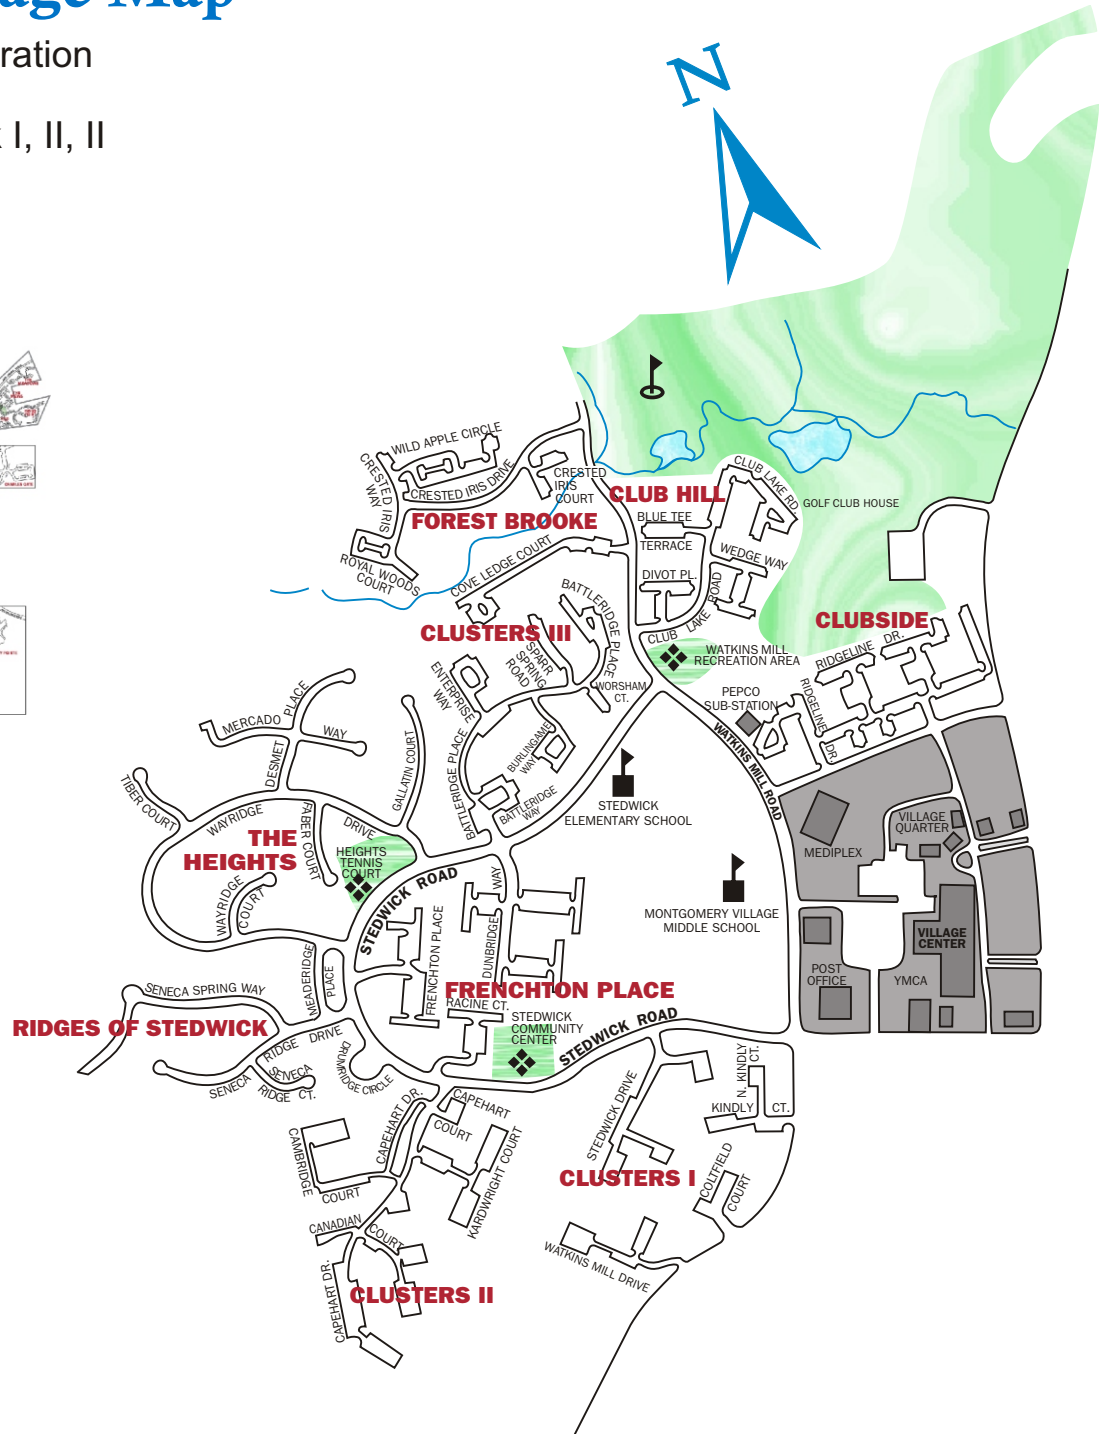 age Map
ration
I, II, II
N
WILD APPLE CIRCLE
CRESTED IRIS
WAY
CRESTED IRIS DRIVE
CRESTED
IRIS
COURT
FOREST BROOKE
ROYAL WOODS
COURT
COVE LEDGE COURT
CLUB HILL
BLUE TEE
TERRACE
DIVOT PL.
CLUB LAKE RD.
GOLF CLUB HOUSE
WEDGE WAY
CLUB LAKE ROAD
CLUBSIDE
RIDGELINE DR.
RIDGELINE
DR.
WATKINS MILL
RECREATION AREA
PEPCO
SUB-STATION
WATKINS MILL ROAD
CLUSTERS III
BATTLERIDGE PLACE
SPARR
SPRING
ROAD
ENTERPRISE
WAY
WORSHAM
CT.
BURLINGAME
WAY
BATTLERIDGE PLACE
BATTLERIDGE
WAY
STEDWICK
ELEMENTARY SCHOOL
MERCADO PLACE
WAY
DESMET
GALLATIN COURT
TIBER COURT
WAYRIDGE
DRIVE
FABER COURT
THE
HEIGHTS
HEIGHTS
TENNIS
COURT
WAYRIDGE
COURT
STEDWICK ROAD
MEDIPLEX
VILLAGE
QUARTER
VILLAGE
CENTER
POST
OFFICE
YMCA
MONTGOMERY VILLAGE
MIDDLE SCHOOL
WAY
DUNBRIDGE
FRENCHTON PLACE
FRENCHTON PLACE
RACINE CT.
STEDWICK
COMMUNITY
CENTER
STEDWICK ROAD
MEADERIDGE
PLACE
SENECA SPRING WAY
RIDGES OF STEDWICK
RIDGE DRIVE
SENECA
SENECA
RIDGE CT.
DRUMRIDGE CIRCLE
CAPEHART DR.
CAPEHART
COURT
KARDWRIGHT COURT
CAMBRIDGE
COURT
CANADIAN
COURT
CAPEHART DR.
CLUSTERS II
STEDWICK DRIVE
CLUSTERS I
N. KINDLY
CT.
KINDLY CT.
COLTFIELD
COURT
WATKINS MILL DRIVE